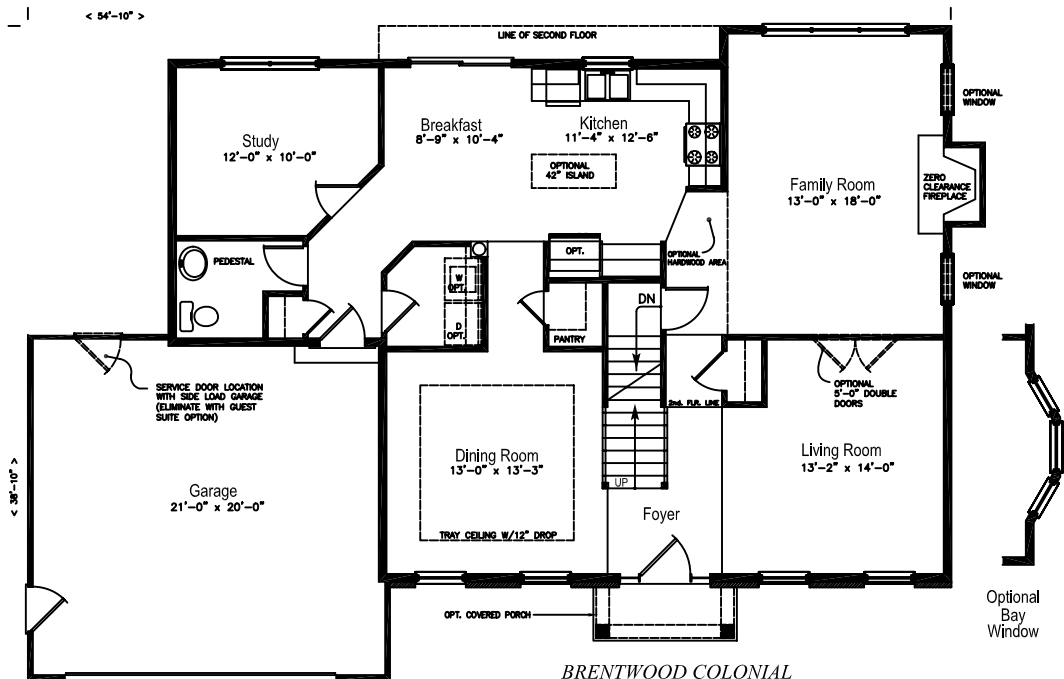 < 54'-10" >
LINE OF SECOND FLOOR
Study
12'-0" x 10'-0"
Breakfast
8'-9" x 10'-4"
Kitchen
11'-4" x 12'-6"
OPTIONAL
42" ISLAND
OPTIONAL
WINDOW
Family Room
13'-0" x 18'-0"
ZERO
CLEARANCE
FIREPLACE
PEDESTAL
W
OPT.
D
OPT.
OPT.
OPTIONAL
HARDWOOD AREA
OPTIONAL
WINDOW
DN
PANTRY
SERVICE DOOR LOCATION
WITH SIDE LOAD GARAGE
(ELIMINATE WITH GUEST
SUITE OPTION)
OPTIONAL
5'-0" DOUBLE
DOORS
2nd. FLR. LINE
Dining Room
13'-0" x 13'-3"
Living Room
13'-2" x 14'-0"
< 38'-10" >
Garage
21'-0" x 20'-0"
UP
Foyer
TRAY CEILING W/12" DROP
OPT. COVERED PORCH
Optional
Bay
Window
BRENTWOOD COLONIAL